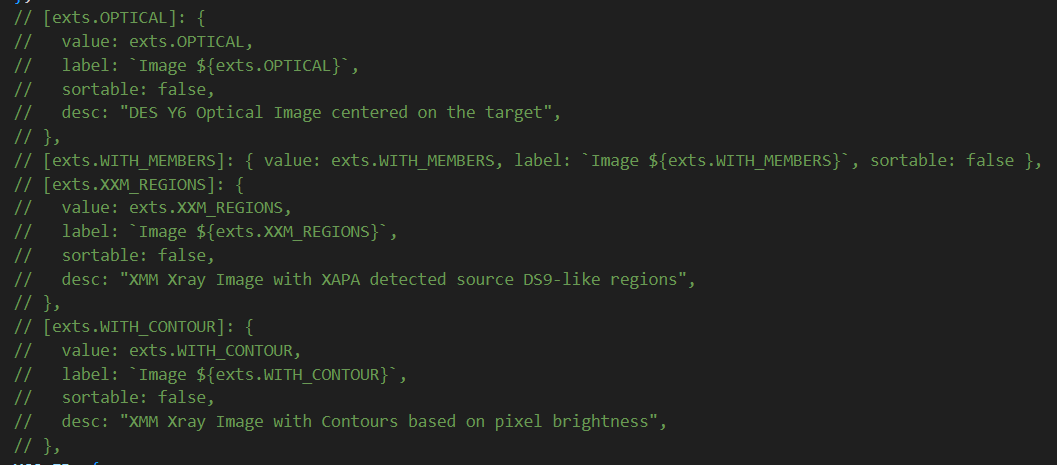 // [exts.OPTICAL]: {
//   value: exts.OPTICAL,
//   label: `Image ${exts.OPTICAL}`,
//   sortable: false,
//   desc: "DES Y6 Optical Image centered on the target",
// },
// [exts.WITH_MEMBERS]: { value: exts.WITH_MEMBERS, label: `Image ${exts.WITH_MEMBERS}`, sortable: false },
// [exts.XXM_REGIONS]: {
//   value: exts.XXM_REGIONS,
//   label: `Image ${exts.XXM_REGIONS}`,
//   sortable: false,
//   desc: "XMM Xray Image with XAPA detected source DS9-like regions",
// },
// [exts.WITH_CONTOUR]: {
//   value: exts.WITH_CONTOUR,
//   label: `Image ${exts.WITH_CONTOUR}`,
//   sortable: false,
//   desc: "XMM Xray Image with Contours based on pixel brightness",
// },